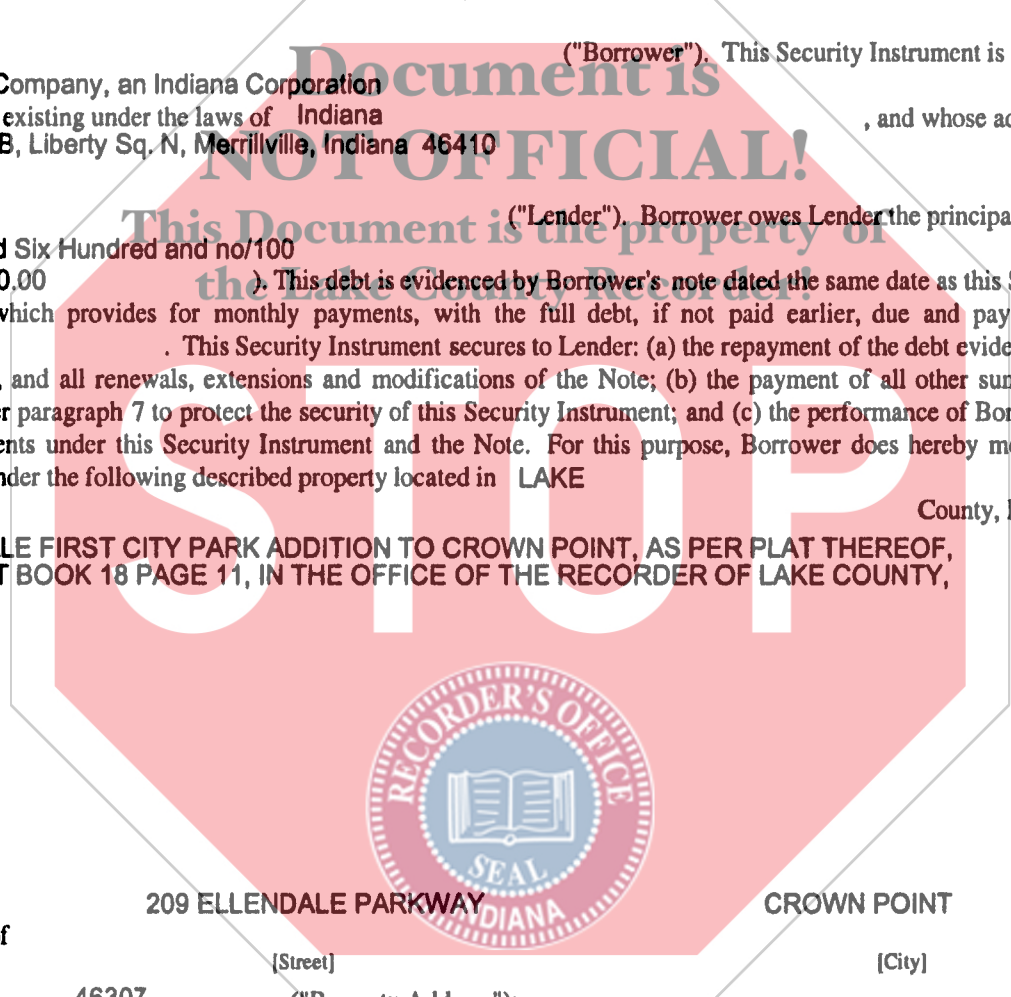 ("Borrower"). This Security Instrument is
Company, an Indiana Corporation
Document is
existing under the laws of Indiana , and whose
B, Liberty Sq. N, Merrillville, Indiana 46410
NOT OFFICIAL!
("Lender"). Borrower owes Lender the
This Document is the property of
Six Hundred and no/100
0.00 ). This debt is evidenced by Borrower's note dated the same date as this
the Lake County Recorder!
which provides for monthly payments, with the full debt, if not paid earlier, due and
. This Security Instrument secures to Lender: (a) the repayment of the debt
, and all renewals, extensions and modifications of the Note; (b) the payment of all other
paragraph 7 to protect the security of this Security Instrument; and (c) the performance of
under this Security Instrument and the Note. For this purpose, Borrower does hereby
the following described property located in LAKE
County,
STOP
FIRST CITY PARK ADDITION TO CROWN POINT, AS PER PLAT THEREOF,
BOOK 18 PAGE 11, IN THE OFFICE OF THE RECORDER OF LAKE COUNTY,
RECORDER'S OFFICE
SEAL
INDIANA
209 ELLENDALE PARKWAY CROWN POINT
[Street] [City]
46307